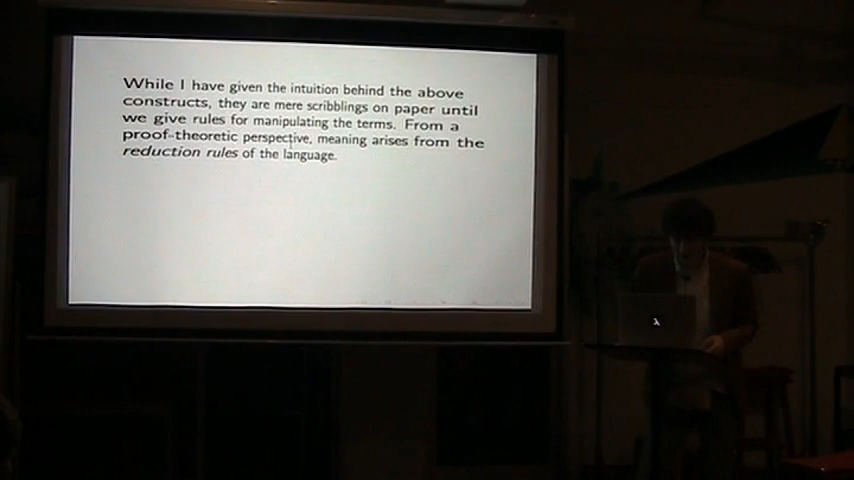 While I have given the intuition behind the above
constructs, they are mere scribblings on paper until
we give rules for manipulating the terms. From a
proof-theoretic perspective, meaning arises from the
reduction rules of the language.
λ